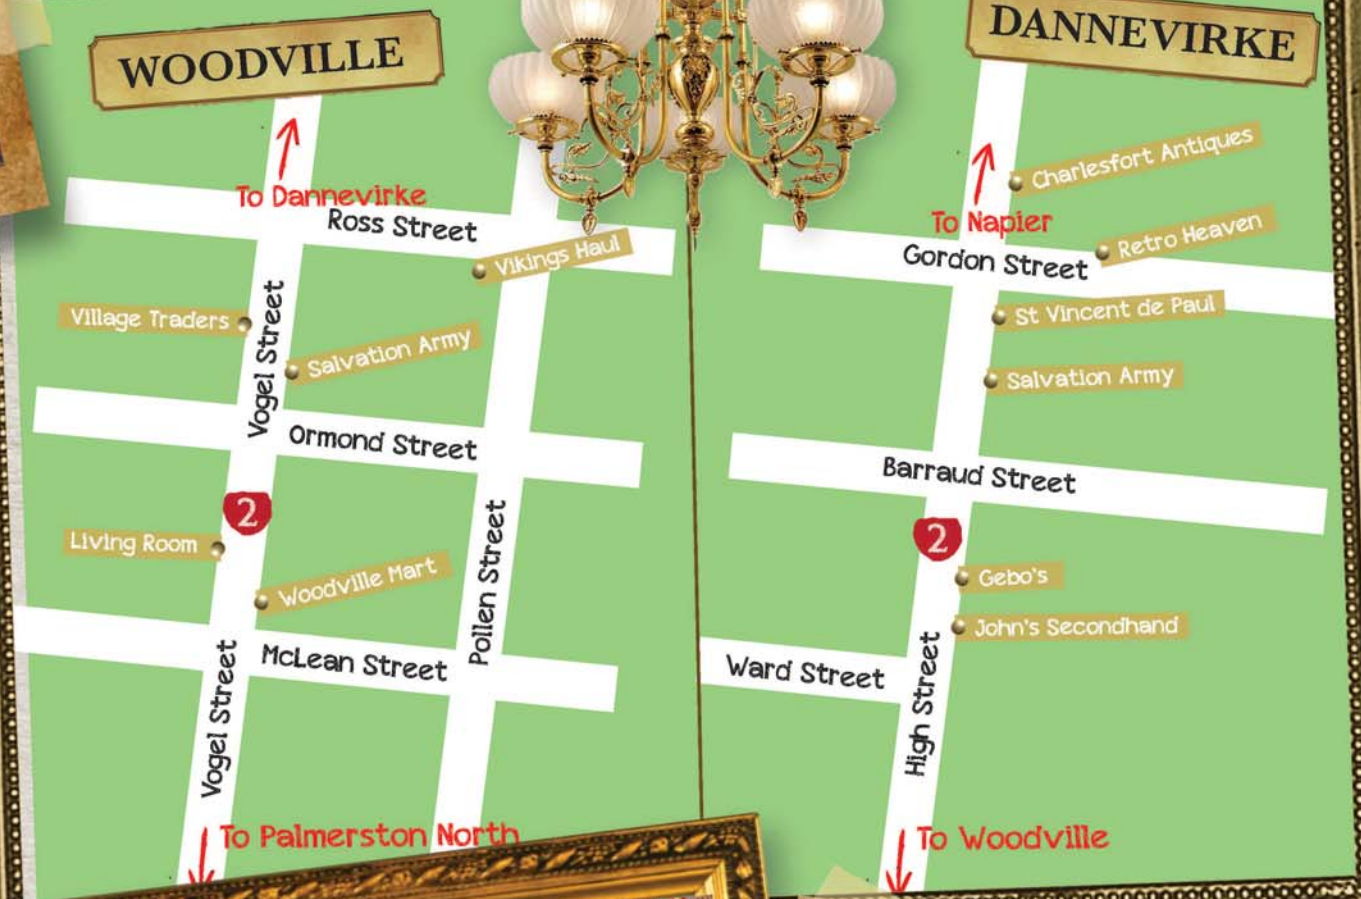 WOODVILLE
To Dannevirke
Ross Street
Vikings Haul
Village Traders
Vogel Street
Salvation Army
Ormond Street
2
Living Room
Woodville Mart
Pollen Street
McLean Street
Vogel Street
To Palmerston North
DANNEVIRKE
Charlesfort Antiques
To Napier
Retro Heaven
Gordon Street
St Vincent de Paul
Salvation Army
Barraud Street
2
Gebo's
John's Secondhand
Ward Street
High Street
To Woodville